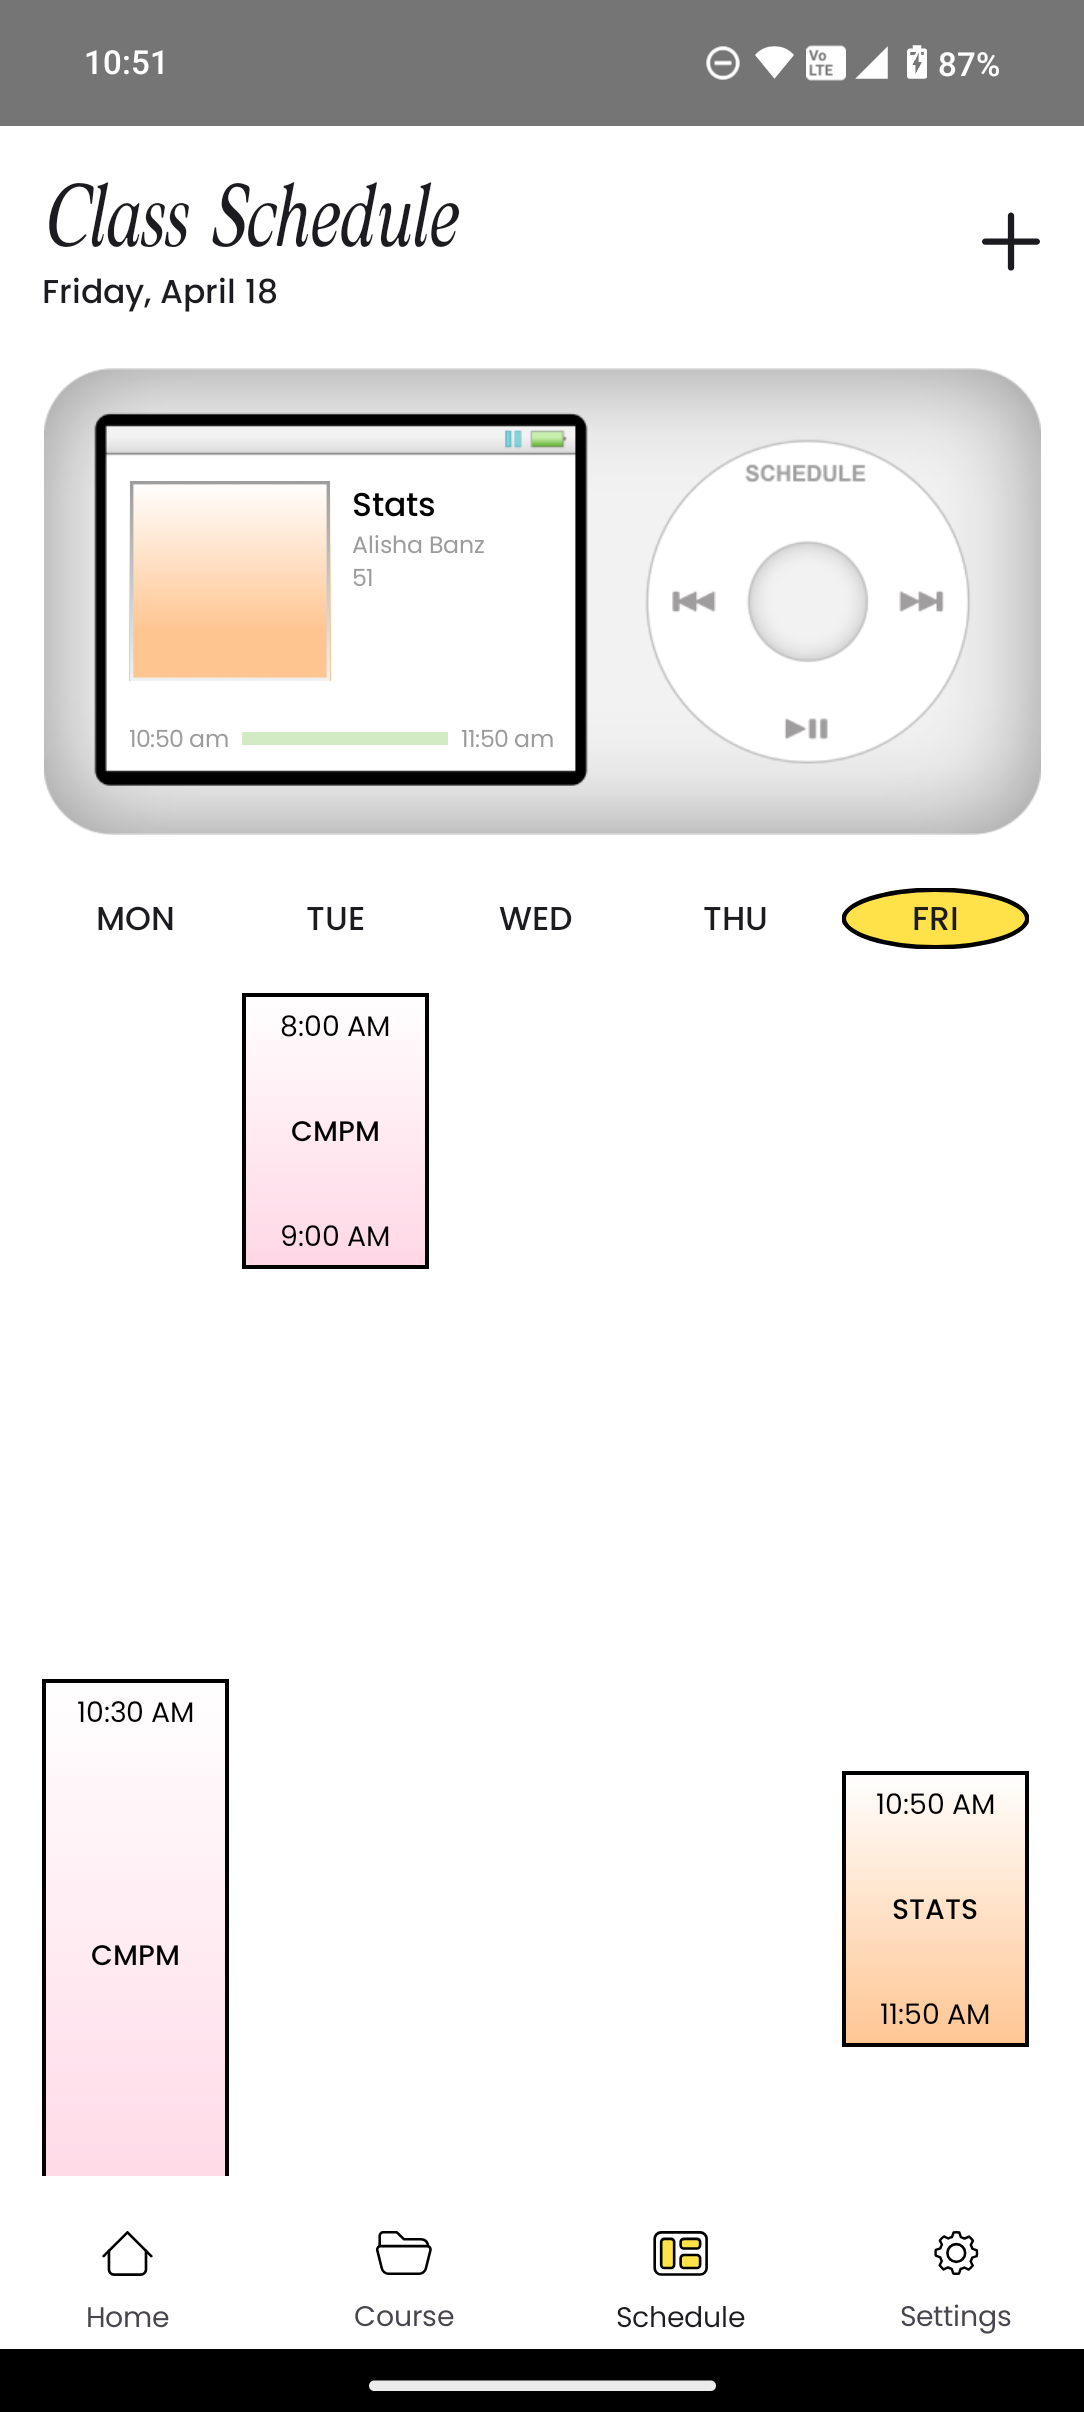 10:51
Vo LTE
87%
Class Schedule
Friday, April 18
Stats
Alisha Banz
51
10:50 am
11:50 am
SCHEDULE
MON TUE WED THU FRI
8:00 AM
CMPM
9:00 AM
10:30 AM
CMPM
10:50 AM
STATS
11:50 AM
Home Course Schedule Settings